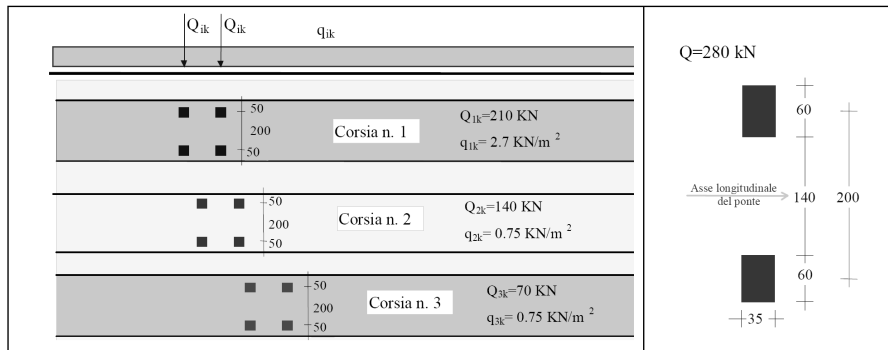 Qik Qik qik
50
200
50
Corsia n. 1
Q1k=210 KN
q1k= 2.7 KN/m 2
50
200
50
Corsia n. 2
Q2k=140 KN
q2k= 0.75 KN/m 2
50
200
50
Corsia n. 3
Q3k=70 KN
q3k= 0.75 KN/m 2
Q=280 kN
60
Asse longitudinale
del ponte
140 200
60
35